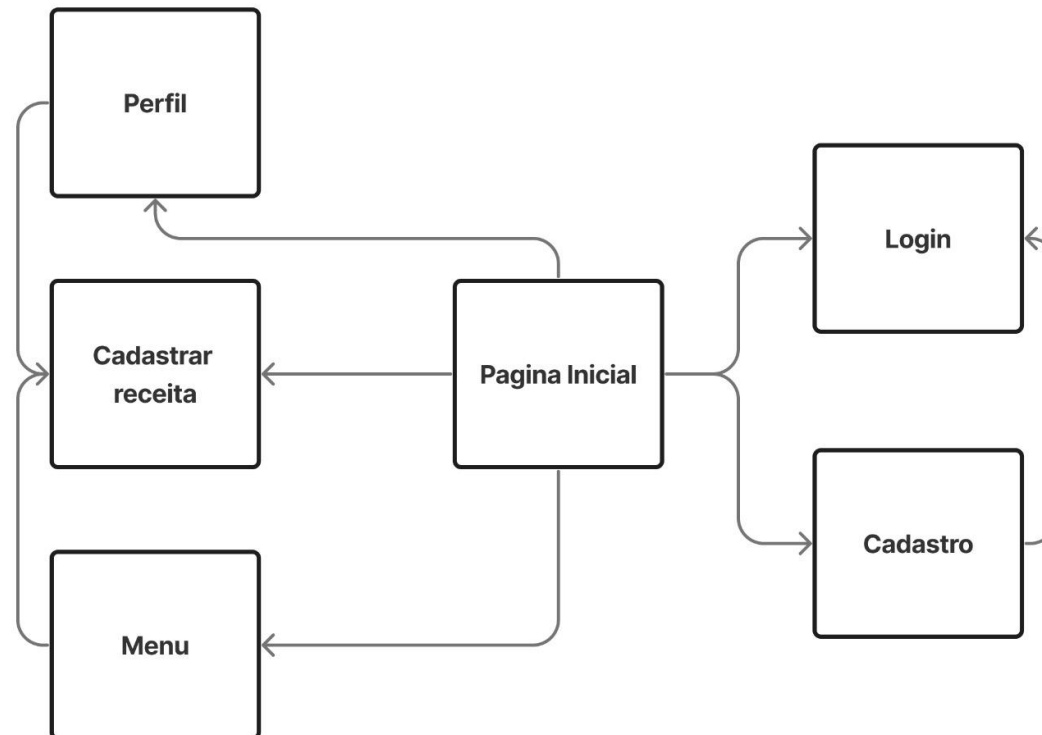 Perfil
Login
Cadastrar
receita
Pagina Inicial
Cadastro
Menu